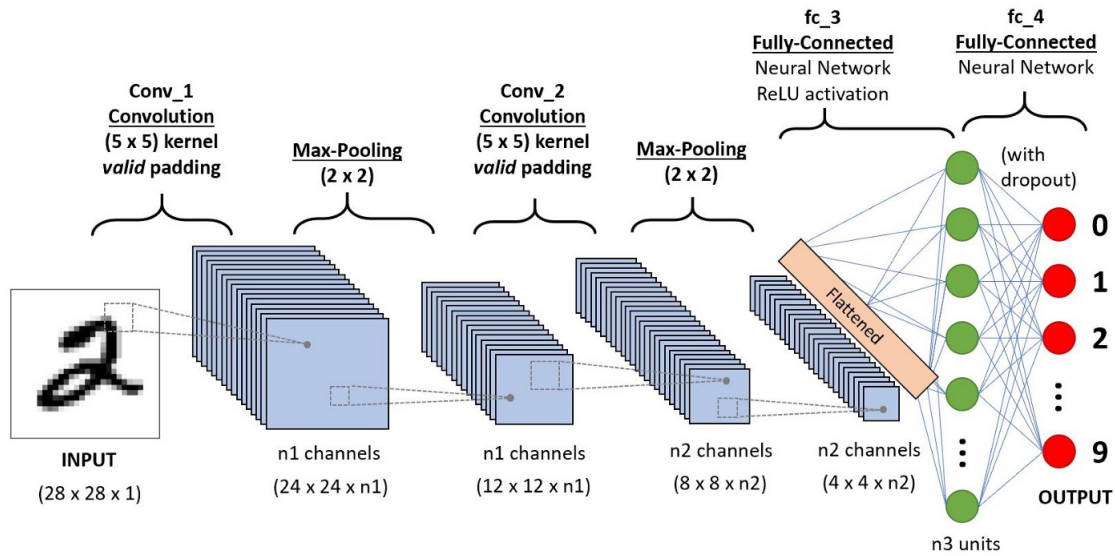 Conv_1
Convolution
(5 x 5) kernel
valid padding
Max-Pooling
(2 x 2)
Conv_2
Convolution
(5 x 5) kernel
valid padding
Max-Pooling
(2 x 2)
fc_3
Fully-Connected
Neural Network
ReLU activation
fc_4
Fully-Connected
Neural Network
(with
dropout)
2
INPUT
(28 x 28 x 1)
n1 channels
(24 x 24 x n1)
n1 channels
(12 x 12 x n1)
n2 channels
(8 x 8 x n2)
n2 channels
(4 x 4 x n2)
Flattened
n3 units
0
1
2
9
OUTPUT